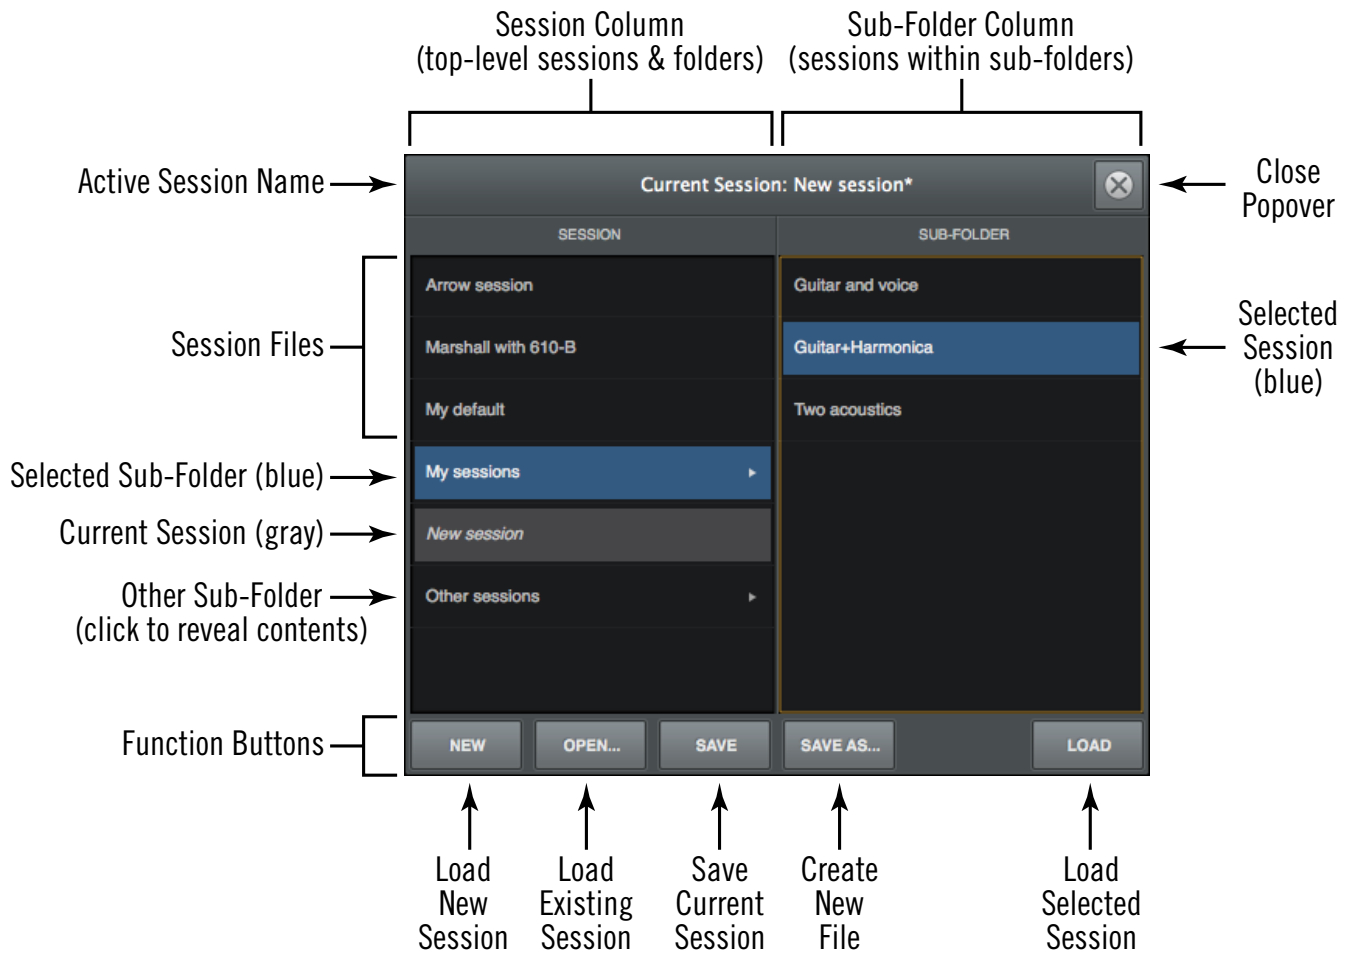 Session Column
(top-level sessions & folders)
Sub-Folder Column
(sessions within sub-folders)
Active Session Name
Current Session: New session*
Close
Popover
SESSION
SUB-FOLDER
Session Files
Arrow session
Marshall with 610-B
My default
Guitar and voice
Guitar+Harmonica
Two acoustics
Selected
Session
(blue)
Selected Sub-Folder (blue)
My sessions
Current Session (gray)
New session
Other Sub-Folder
(click to reveal contents)
Other sessions
Function Buttons
NEW
OPEN...
SAVE
SAVE AS...
LOAD
Load
New
Session
Load
Existing
Session
Save
Current
Session
Create
New
File
Load
Selected
Session